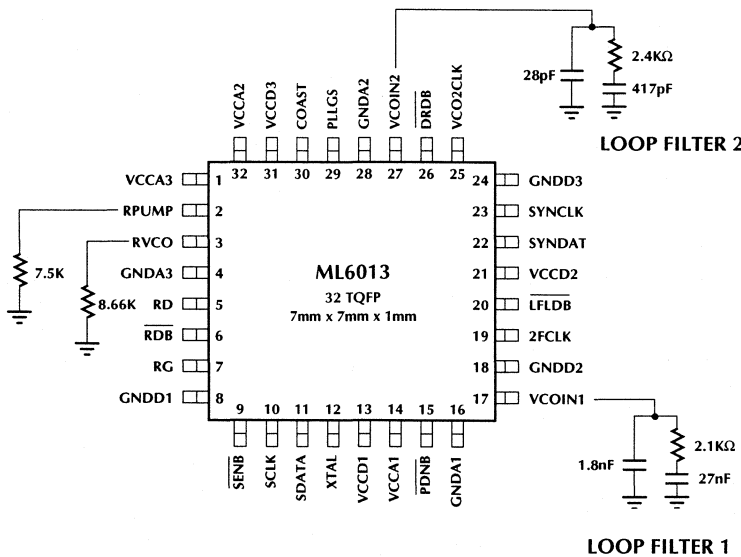 2.4KΩ
28pF
417pF
LOOP FILTER 2
VCCA2
VCCD3
COAST
PLLGS
GNDA2
VCOIN2
DRDB
VCO2CLK
32 31 30 29 28 27 26 25
VCCA3 1
RPUMP 2
RVCO 3
GNDA3 4
RD 5
RDB 6
RG 7
GNDD1 8
7.5K
8.66K
ML6013
32 TQFP
7mm x 7mm x 1mm
24 GNDD3
23 SYNCLK
22 SYNDAT
21 VCCD2
20 LFLDB
19 2FCLK
18 GNDD2
17 VCOIN1
9 10 11 12 13 14 15 16
SENB
SCLK
SDATA
XTAL
VCCD1
VCCA1
PDNB
GNDA1
2.1KΩ
1.8nF
27nF
LOOP FILTER 1